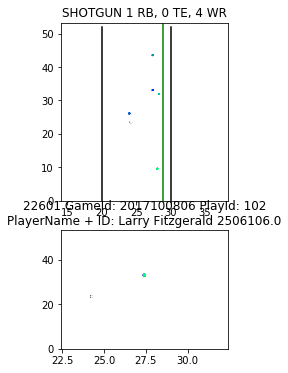 SHOTGUN 1 RB, 0 TE, 4 WR
50
40
30
20
10
0
15 20 25 30 35
22601 GameId: 2017100806 PlayId: 102
PlayerName + ID: Larry Fitzgerald 2506106.0
40
20
0
22.5 25.0 27.5 30.0